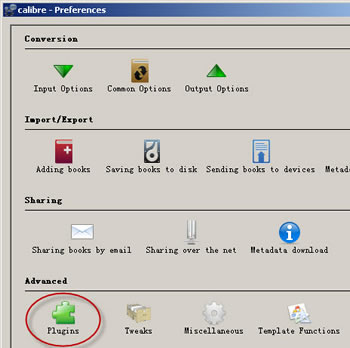 calibre - Preferences
Conversion
Input Options Common Options Output Options
Import/Export
Adding books Saving books to disk Sending books to devices
Sharing
Sharing books by email Sharing over the net Metadata download
Advanced
Plugins Tweaks Miscellaneous Template Functions